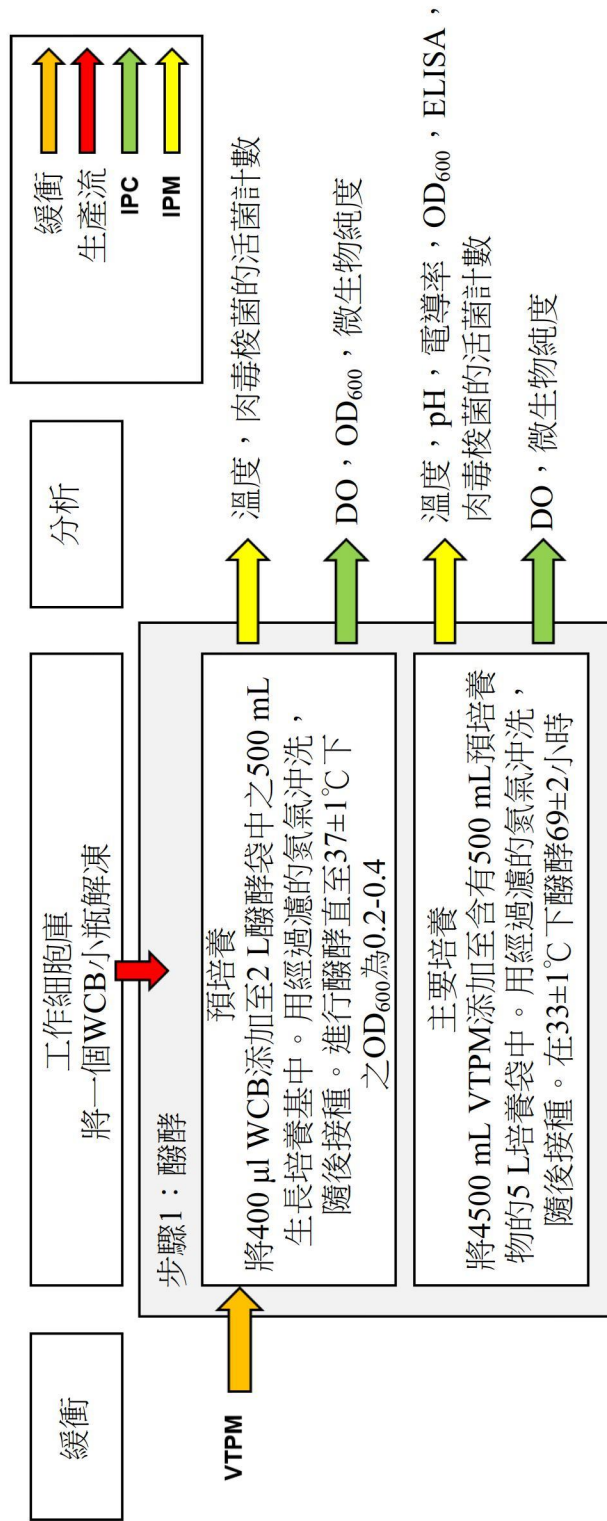 緩衝
工作細胞庫
將一個WCB小瓶解凍
分析
緩衝
生產流
IPC
IPM
步驟1：醱酵
VTPM
預培養
將400 µl WCB添加至2 L醱酵袋中之500 mL
生長培養基中。用經過濾的氮氣沖洗，
隨後接種。進行醱酵直至37±1℃下
之OD600為0.2-0.4
溫度，肉毒梭菌的活菌計數
DO，OD600，微生物純度
主要培養
將4500 mL VTPM添加至含有500 mL預培養
物的5 L培養袋中。用經過濾的氮氣沖洗，
隨後接種。在33±1℃下醱酵69±2小時
溫度，pH，電導率，OD600，ELISA，
肉毒梭菌的活菌計數
DO，微生物純度